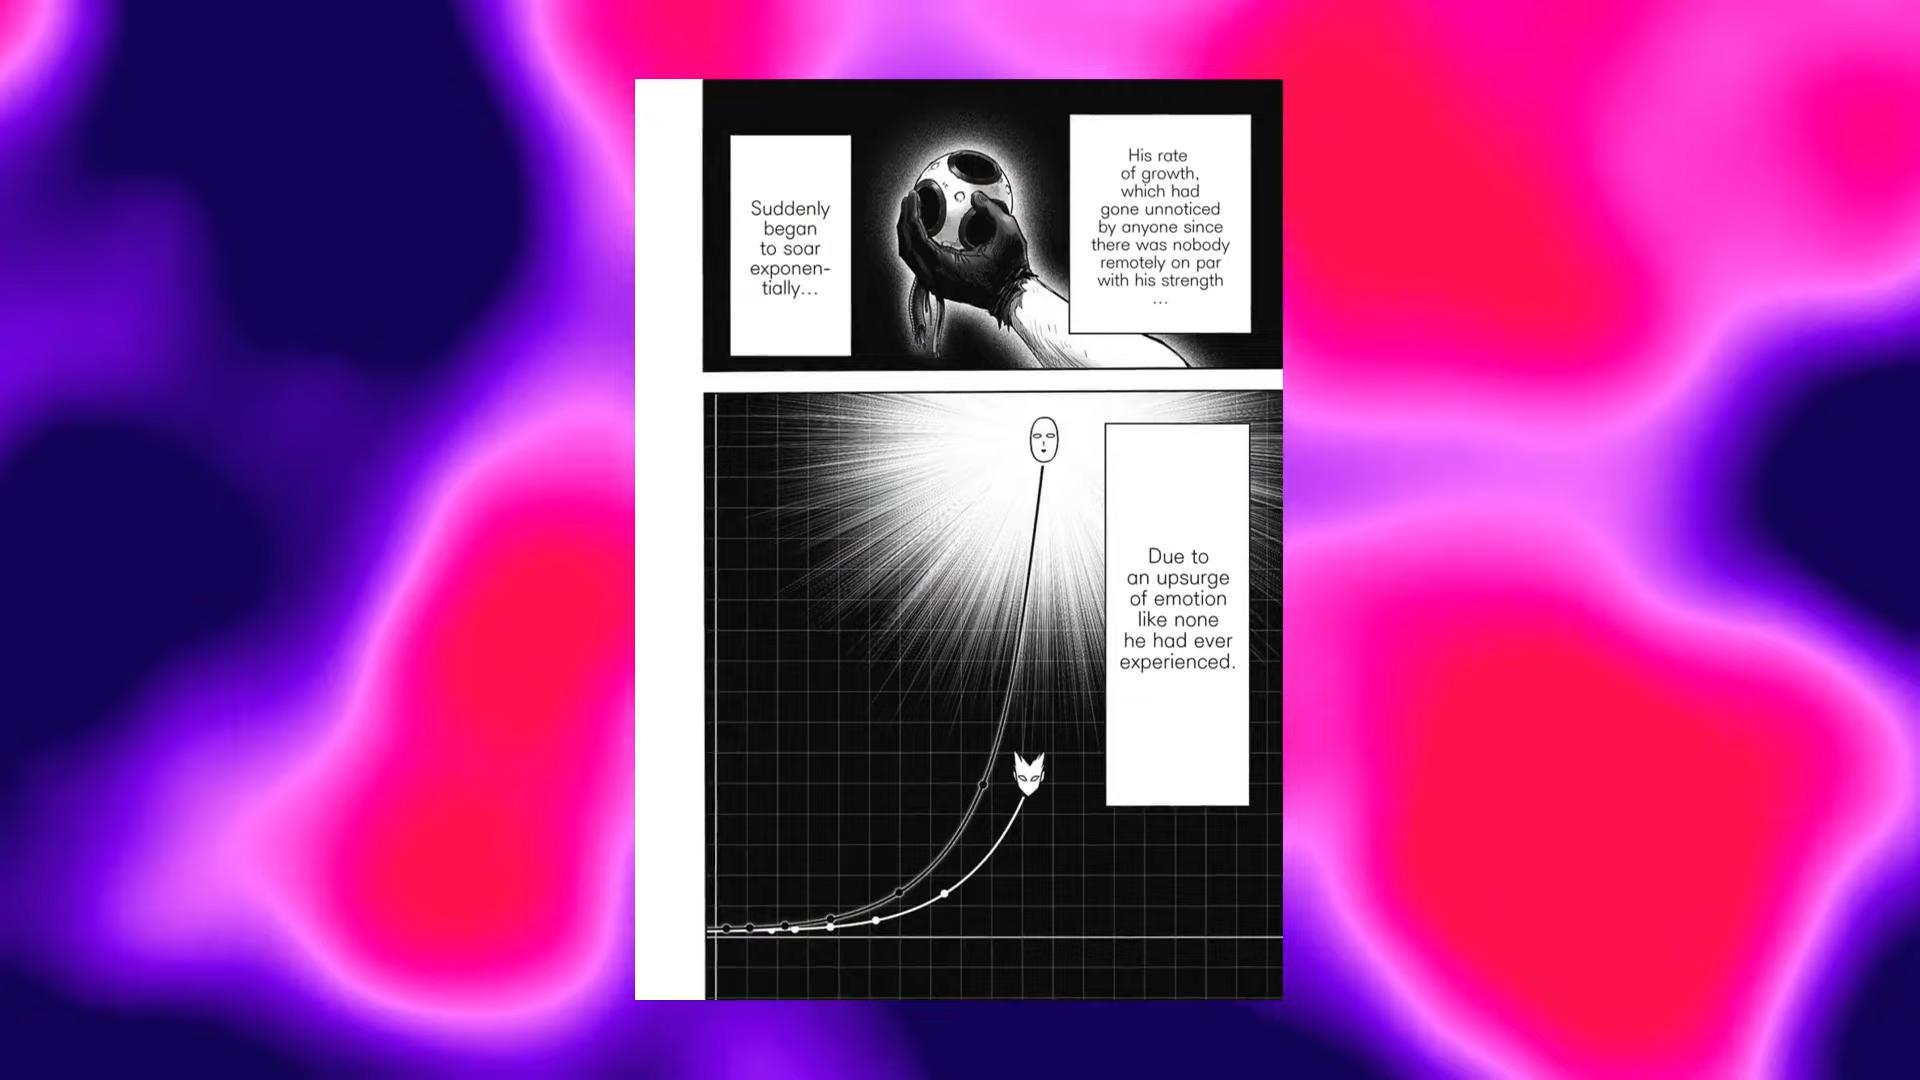 His rate
of growth,
which had
gone unnoticed
by anyone since
there was nobody
remotely on par
with his strength
...
Suddenly
began
to soar
exponen-
tially...
Due to
an upsurge
of emotion
like none
he had ever
experienced.